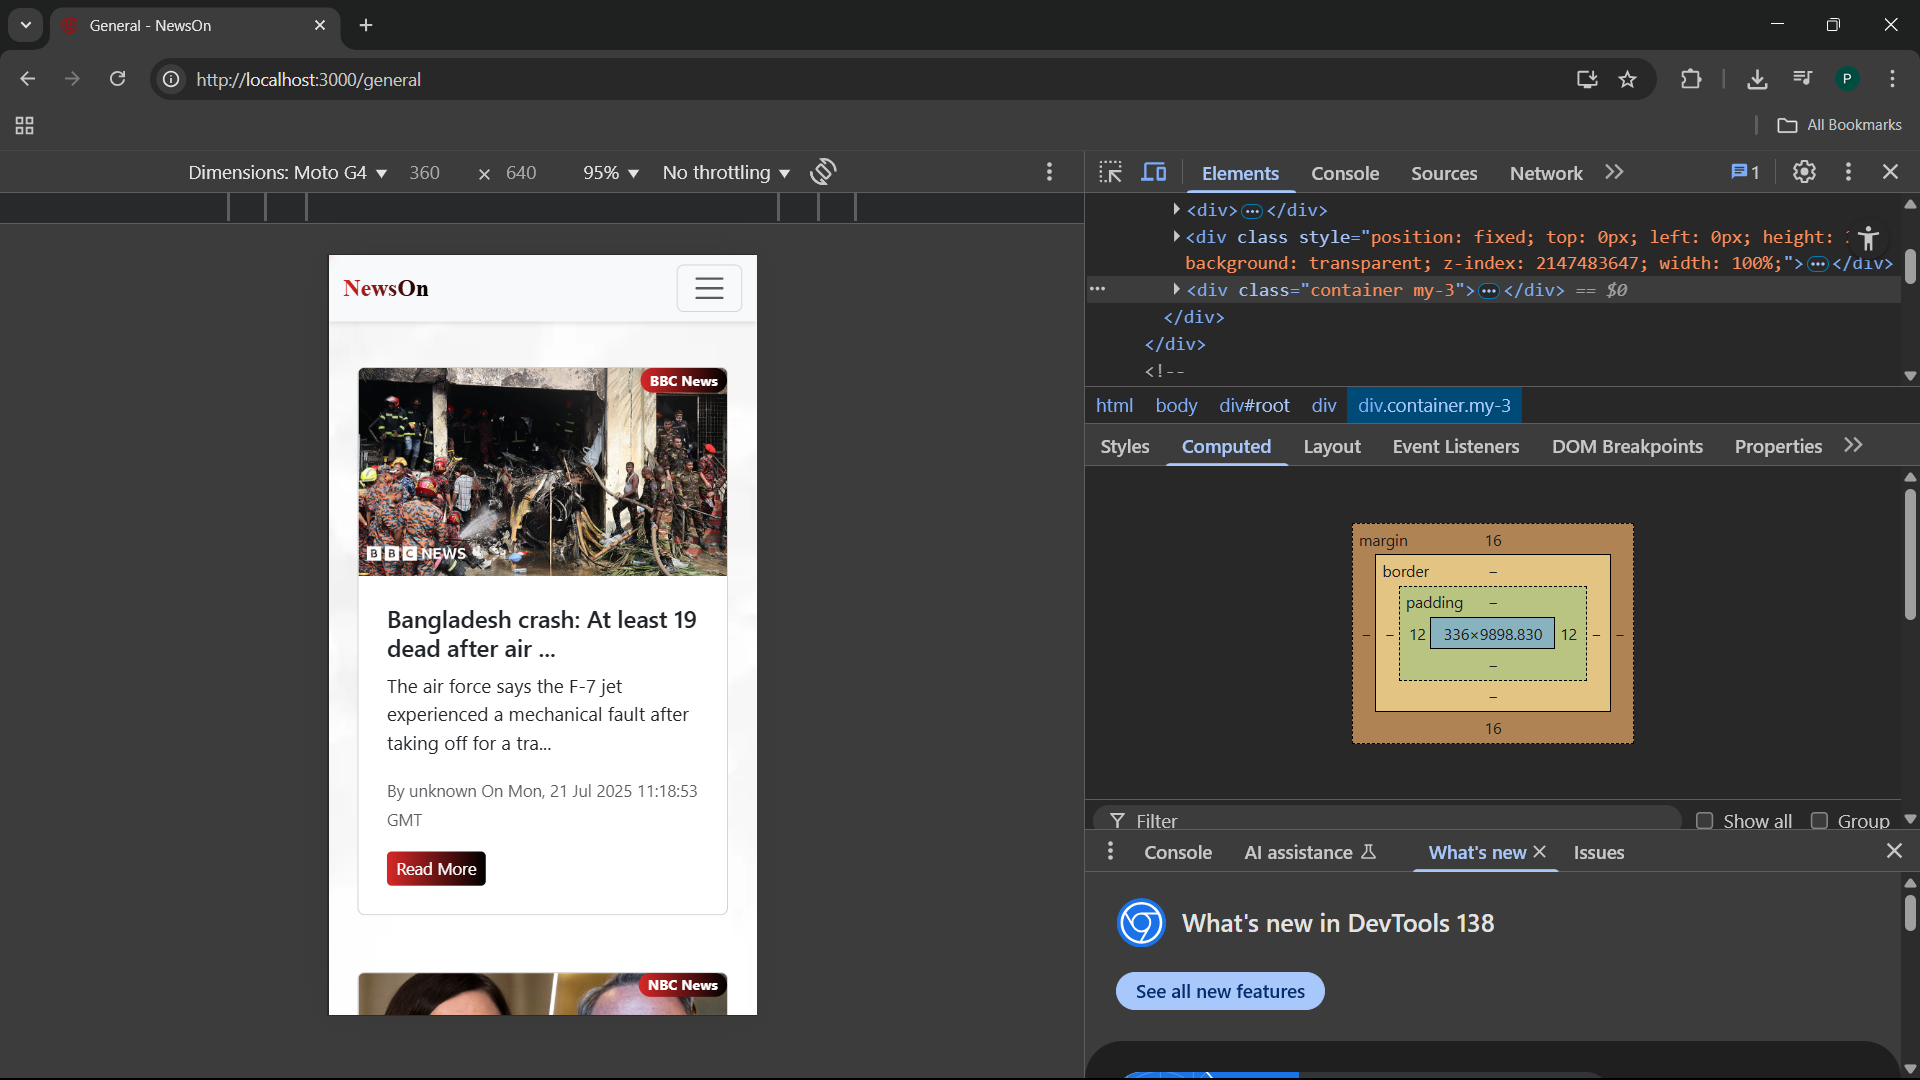 General - NewsOn
http://localhost:3000/general
P
All Bookmarks
Dimensions: Moto G4 360 × 640 95% No throttling
Elements Console Sources Network 1
<div> </div>
<div class style="position: fixed; top: 0px; left: 0px; height:
background: transparent; z-index: 2147483647; width: 100%;"> </div>
<div class="container my-3"> </div> == $0
</div>
</div>
<!--
html body div#root div div.container.my-3
Styles Computed Layout Event Listeners DOM Breakpoints Properties
margin 16
border –
padding –
– – 12 336×9898.830 12 – –
–
–
16
Filter Show all Group
Console AI assistance What's new Issues
What's new in DevTools 138
See all new features
NewsOn
BBC News
BBC NEWS
Bangladesh crash: At least 19
dead after air ...
The air force says the F-7 jet
experienced a mechanical fault after
taking off for a tra...
By unknown On Mon, 21 Jul 2025 11:18:53
GMT
Read More
NBC News